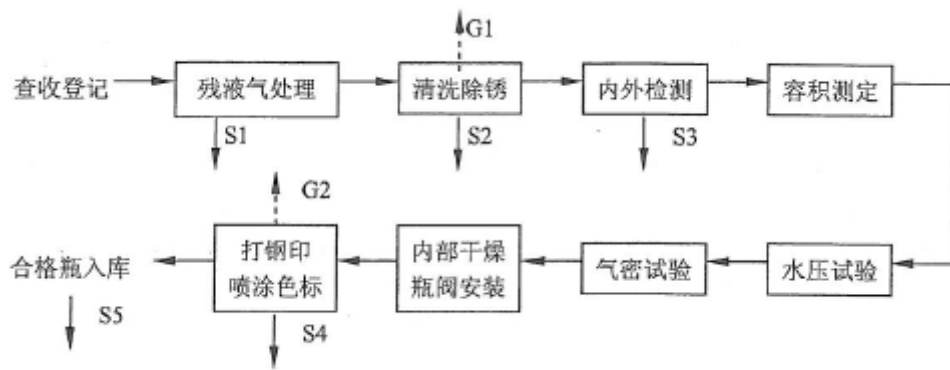 G1
查收登记
残液气处理
清洗除锈
内外检测
容积测定
S1
S2
S3
G2
合格瓶入库
打钢印
喷涂色标
内部干燥
瓶阀安装
气密试验
水压试验
S5
S4